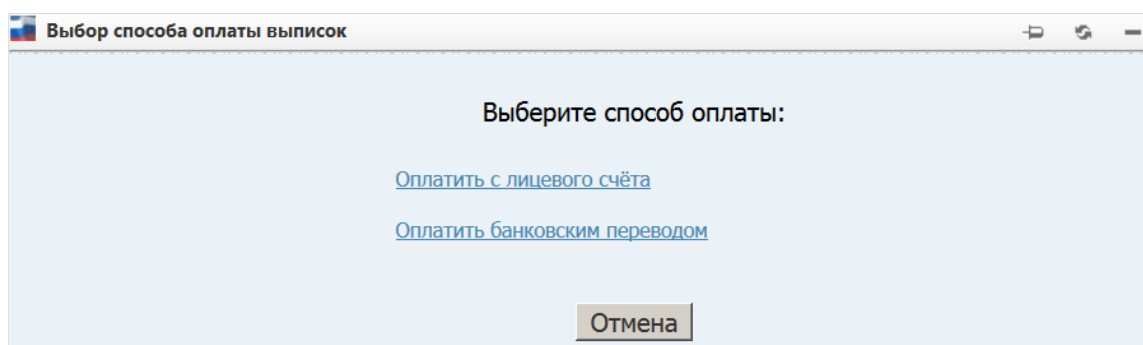 Выбор способа оплаты выписок
Выберите способ оплаты:
Оплатить с лицевого счёта
Оплатить банковским переводом
Отмена